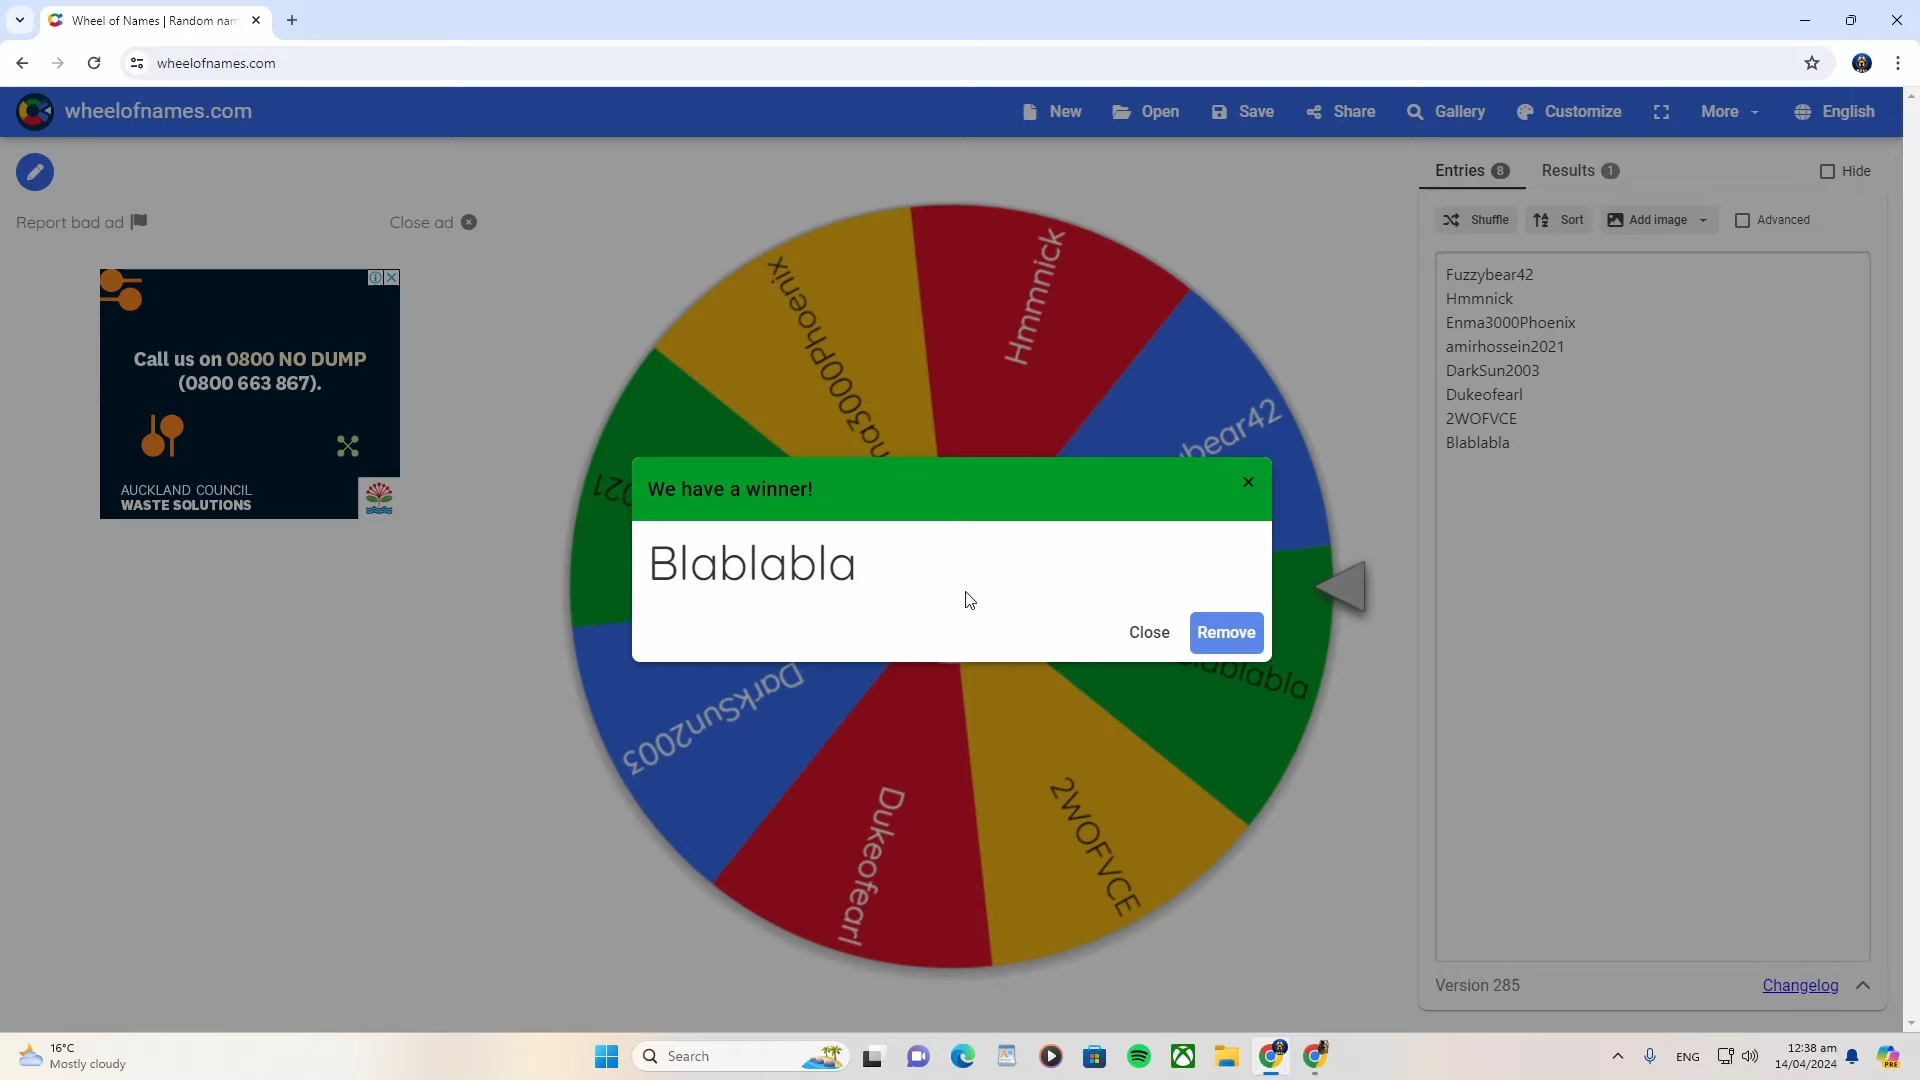 Wheel of Names | Random nam
wheelofnames.com
wheelofnames.com
New
Open
Save
Share
Gallery
Customize
More
English
Report bad ad
Close ad
Call us on 0800 NO DUMP
(0800 663 867).
AUCKLAND COUNCIL
WASTE SOLUTIONS
Hmmnick
ma3000Phoenix
bear42
021
DarkSun2003
Dukeofearl
2WOFVCE
Blablabla
We have a winner!
Blablabla
Close
Remove
Entries 8
Results 1
Hide
Shuffle
Sort
Add image
Advanced
Fuzzybear42
Hmmnick
Enma3000Phoenix
amirhossein2021
DarkSun2003
Dukeofearl
2WOFVCE
Blablabla
Version 285
Changelog
16°C
Mostly cloudy
Search
ENG
12:38 am
14/04/2024
PRE